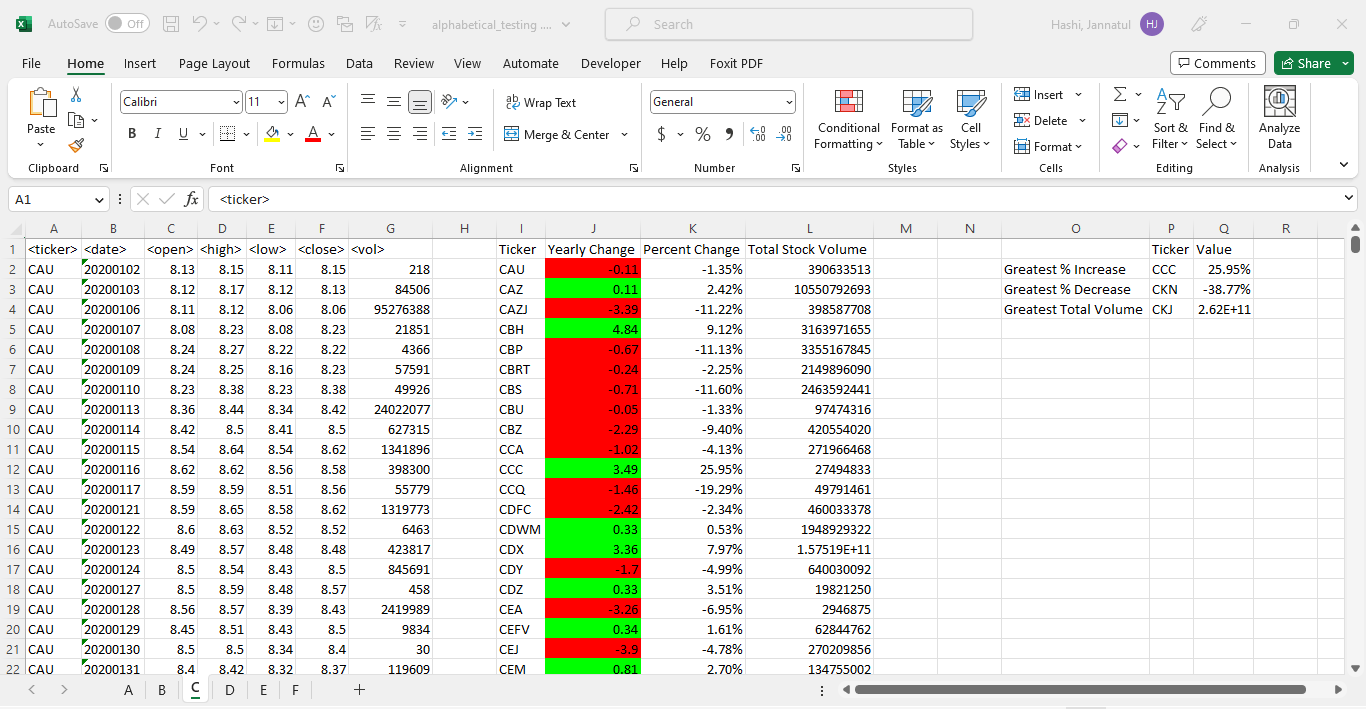 AutoSave Off alphabetical_testing .... Search Hashi, Jannatul HJ
File Home Insert Page Layout Formulas Data Review View Automate Developer Help Foxit PDF Comments Share
Paste Calibri 11 Wrap Text General Conditional Formatting Format as Table Cell Styles Insert Sort & Filter Find & Select Analyze Data
B I U A Merge & Center $ % Delete
Format
Clipboard Font Alignment Number Styles Cells Editing Analysis
A1 fx <ticker>
A B C D E F G H I J K L M N O P Q R
1 <ticker> <date> <open> <high> <low> <close> <vol> Ticker Yearly Change Percent Change Total Stock Volume Ticker Value
2 CAU 20200102 8.13 8.15 8.11 8.15 218 CAU -0.11 -1.35% 390633513 Greatest % Increase CCC 25.95%
3 CAU 20200103 8.12 8.17 8.12 8.13 84506 CAZ 0.11 2.42% 10550792693 Greatest % Decrease CKN -38.77%
4 CAU 20200106 8.11 8.12 8.06 8.06 95276388 CAZJ -3.39 -11.22% 398587708 Greatest Total Volume CKJ 2.62E+11
5 CAU 20200107 8.08 8.23 8.08 8.23 21851 CBH 4.84 9.12% 3163971655
6 CAU 20200108 8.24 8.27 8.22 8.22 4366 CBP -0.67 -11.13% 3355167845
7 CAU 20200109 8.24 8.25 8.16 8.23 57591 CBRT -0.24 -2.25% 2149896090
8 CAU 20200110 8.23 8.38 8.23 8.38 49926 CBS -0.71 -11.60% 2463592441
9 CAU 20200113 8.36 8.44 8.34 8.42 24022077 CBU -0.05 -1.33% 97474316
10 CAU 20200114 8.42 8.5 8.41 8.5 627315 CBZ -2.29 -9.40% 420554020
11 CAU 20200115 8.54 8.64 8.54 8.62 1341896 CCA -1.02 -4.13% 271966468
12 CAU 20200116 8.62 8.62 8.56 8.58 398300 CCC 3.49 25.95% 27494833
13 CAU 20200117 8.59 8.59 8.51 8.56 55779 CCQ -1.46 -19.29% 49791461
14 CAU 20200121 8.59 8.65 8.58 8.62 1319773 CDFC -2.42 -2.34% 460033378
15 CAU 20200122 8.6 8.63 8.52 8.52 6463 CDWM 0.33 0.53% 1948929322
16 CAU 20200123 8.49 8.57 8.48 8.48 423817 CDX 3.36 7.97% 1.57519E+11
17 CAU 20200124 8.5 8.54 8.43 8.5 845691 CDY -1.7 -4.99% 640030092
18 CAU 20200127 8.5 8.59 8.48 8.57 458 CDZ 0.33 3.51% 19821250
19 CAU 20200128 8.56 8.57 8.39 8.43 2419989 CEA -3.26 -6.95% 2946875
20 CAU 20200129 8.45 8.51 8.43 8.5 9834 CEFV 0.34 1.61% 62844762
21 CAU 20200130 8.5 8.5 8.34 8.4 30 CEJ -3.9 -4.78% 270209856
22 CAU 20200131 8.4 8.42 8.32 8.37 119609 CEM 0.81 2.70% 134755002
A B C D E F